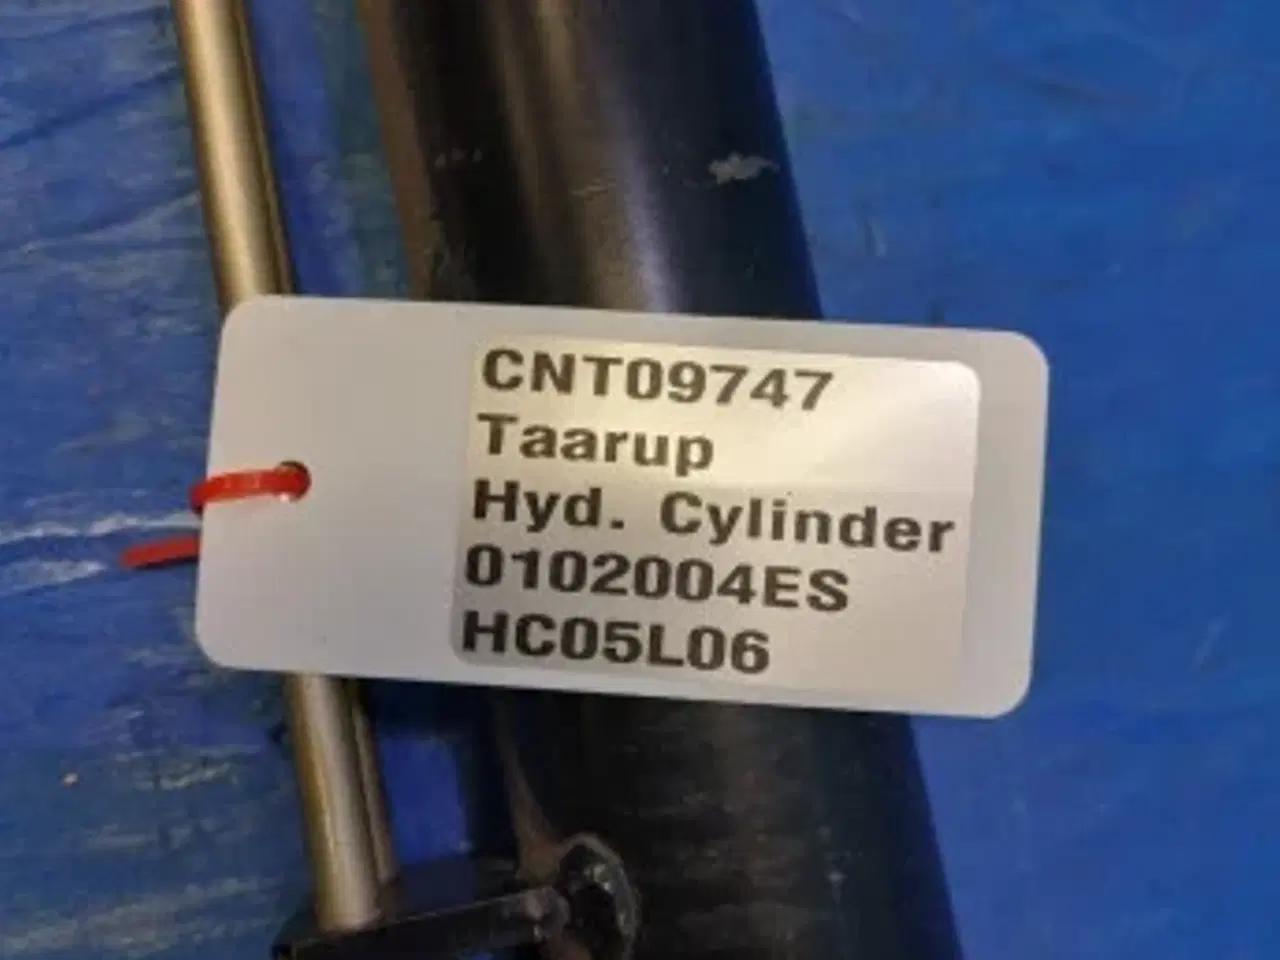 CNT09747
Taarup
Hyd. Cylinder
0102004ES
HC05L06